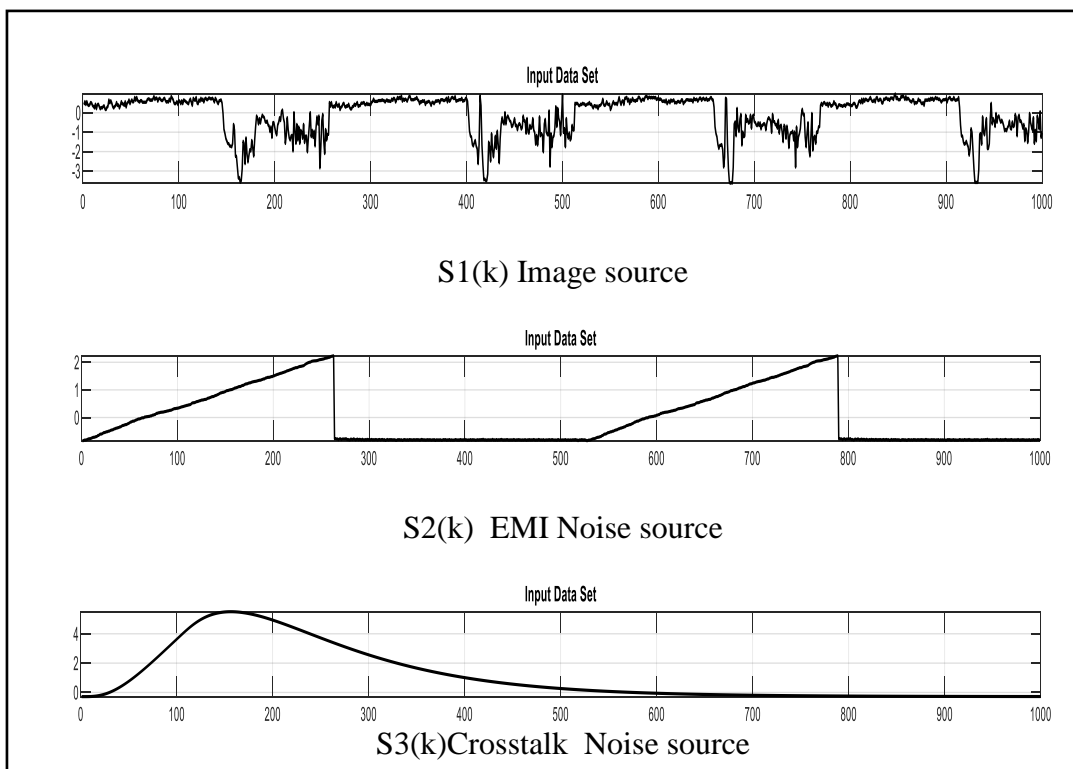 Input Data Set
0
-1
-2
-3
0 100 200 300 400 500 600 700 800 900 1000
S1(k) Image source
Input Data Set
2
1
0
0 100 200 300 400 500 600 700 800 900 1000
S2(k) EMI Noise source
Input Data Set
4
2
0
0 100 200 300 400 500 600 700 800 900 1000
S3(k)Crosstalk Noise source